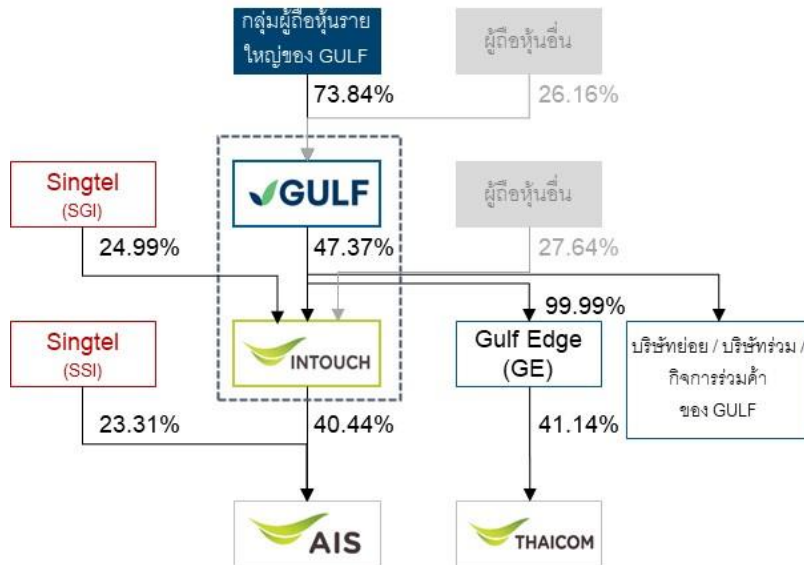 กลุ่มผู้ถือหุ้นราย
ใหญ่ของ GULF
ผู้ถือหุ้นอื่น
73.84%
26.16%
Singtel
(SGI)
GULF
ผู้ถือหุ้นอื่น
24.99%
47.37%
27.64%
99.99%
Singtel
(SSI)
INTOUCH
Gulf Edge
(GE)
บริษัทย่อย / บริษัทร่วม /
กิจการร่วมค้า
ของ GULF
23.31%
40.44%
41.14%
AIS
THAICOM